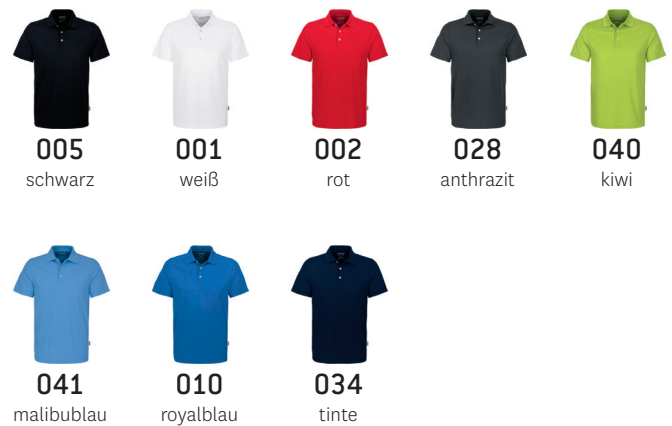 005 001 002 028 040
schwarz weiß rot anthrazit kiwi
041 010 034
malibublau royalblau tinte